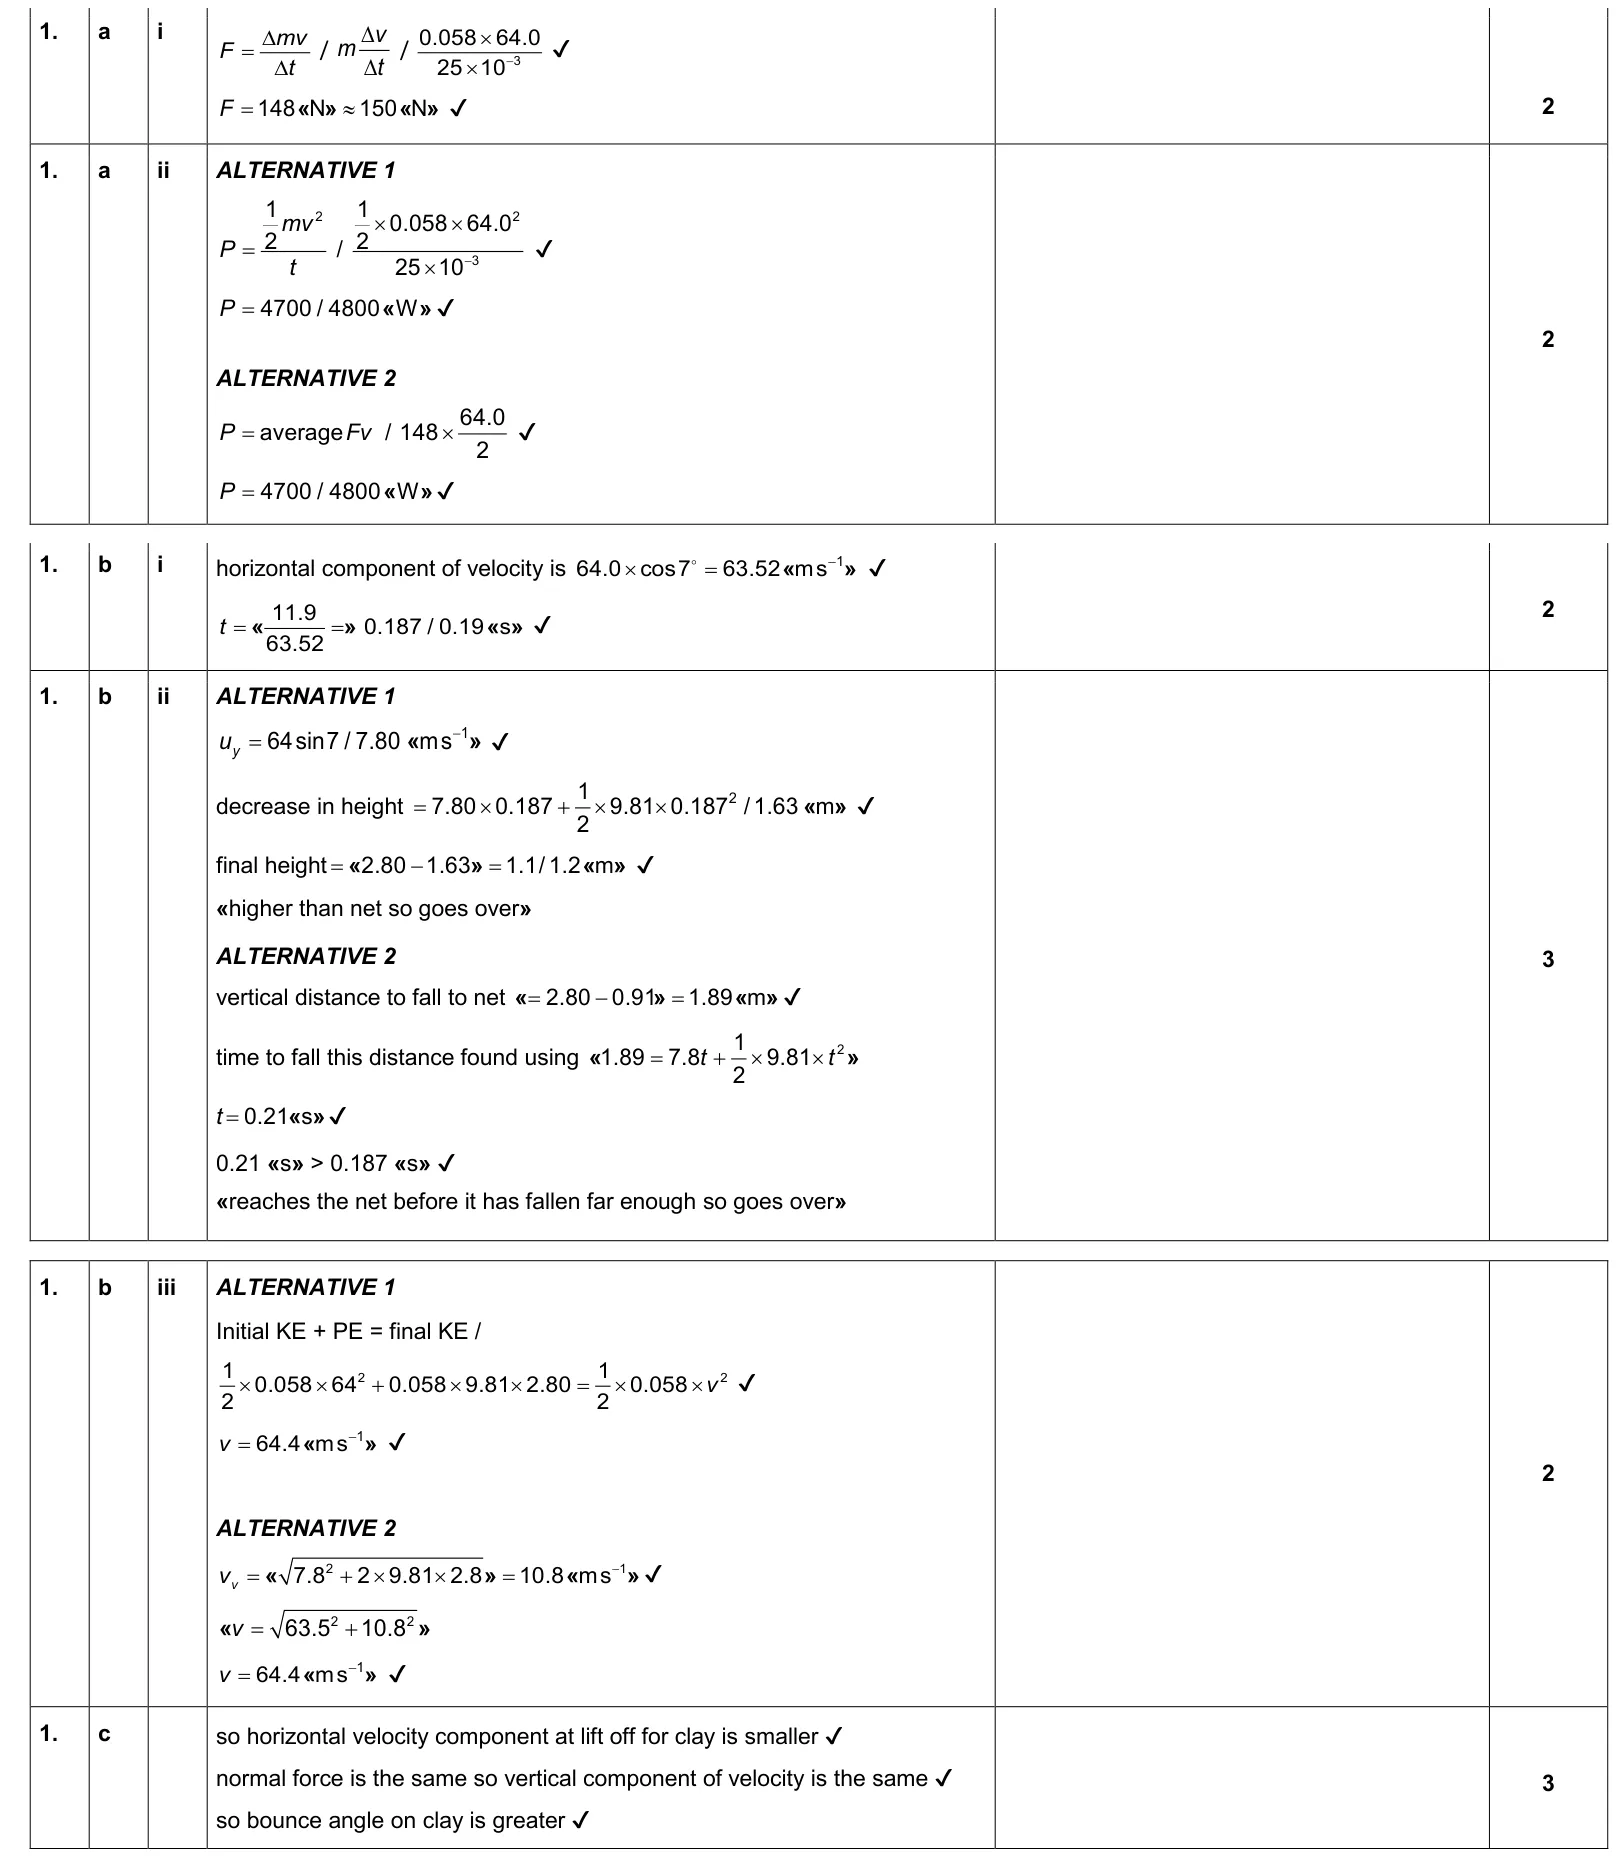 1. a i F = Δmv/Δt / m Δv/Δt / 0.058×64.0/25×10⁻³ ✓
F = 148 «N» ≈ 150 «N» ✓
2
1. a ii ALTERNATIVE 1
P = ½mv²/t / ½×0.058×64.0²/25×10⁻³ ✓
P = 4700 / 4800 «W» ✓
2
ALTERNATIVE 2
P = average Fv / 148 × 64.0/2 ✓
P = 4700 / 4800 «W» ✓
1. b i horizontal component of velocity is 64.0 × cos7° = 63.52 «m s⁻¹» ✓
2
t = «11.9/63.52 =» 0.187 / 0.19 «s» ✓
1. b ii ALTERNATIVE 1
u_y = 64 sin7 / 7.80 «m s⁻¹» ✓
decrease in height = 7.80 × 0.187 + 1/2 × 9.81 × 0.187² / 1.63 «m» ✓
final height = «2.80 − 1.63» = 1.1 / 1.2 «m» ✓
«higher than net so goes over»
ALTERNATIVE 2
3
vertical distance to fall to net «= 2.80 − 0.91» = 1.89 «m» ✓
time to fall this distance found using «1.89 = 7.8t + 1/2 × 9.81 × t²»
t = 0.21 «s» ✓
0.21 «s» > 0.187 «s» ✓
«reaches the net before it has fallen far enough so goes over»
1. b iii ALTERNATIVE 1
Initial KE + PE = final KE /
1/2 × 0.058 × 64² + 0.058 × 9.81 × 2.80 = 1/2 × 0.058 × v² ✓
v = 64.4 «m s⁻¹» ✓
2
ALTERNATIVE 2
v_v = «√(7.8² + 2 × 9.81 × 2.8)» = 10.8 «m s⁻¹» ✓
«v = √(63.5² + 10.8²)»
v = 64.4 «m s⁻¹» ✓
1. c so horizontal velocity component at lift off for clay is smaller ✓
normal force is the same so vertical component of velocity is the same ✓
3
so bounce angle on clay is greater ✓